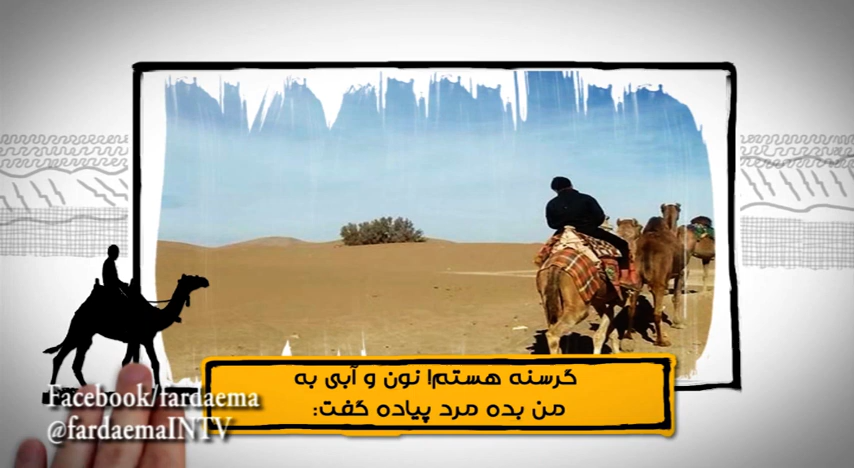 گرسنه هستم! نون و آبی به
من بده مرد پیاده گفت:
Facebook/fardaema
@fardaemaINTV